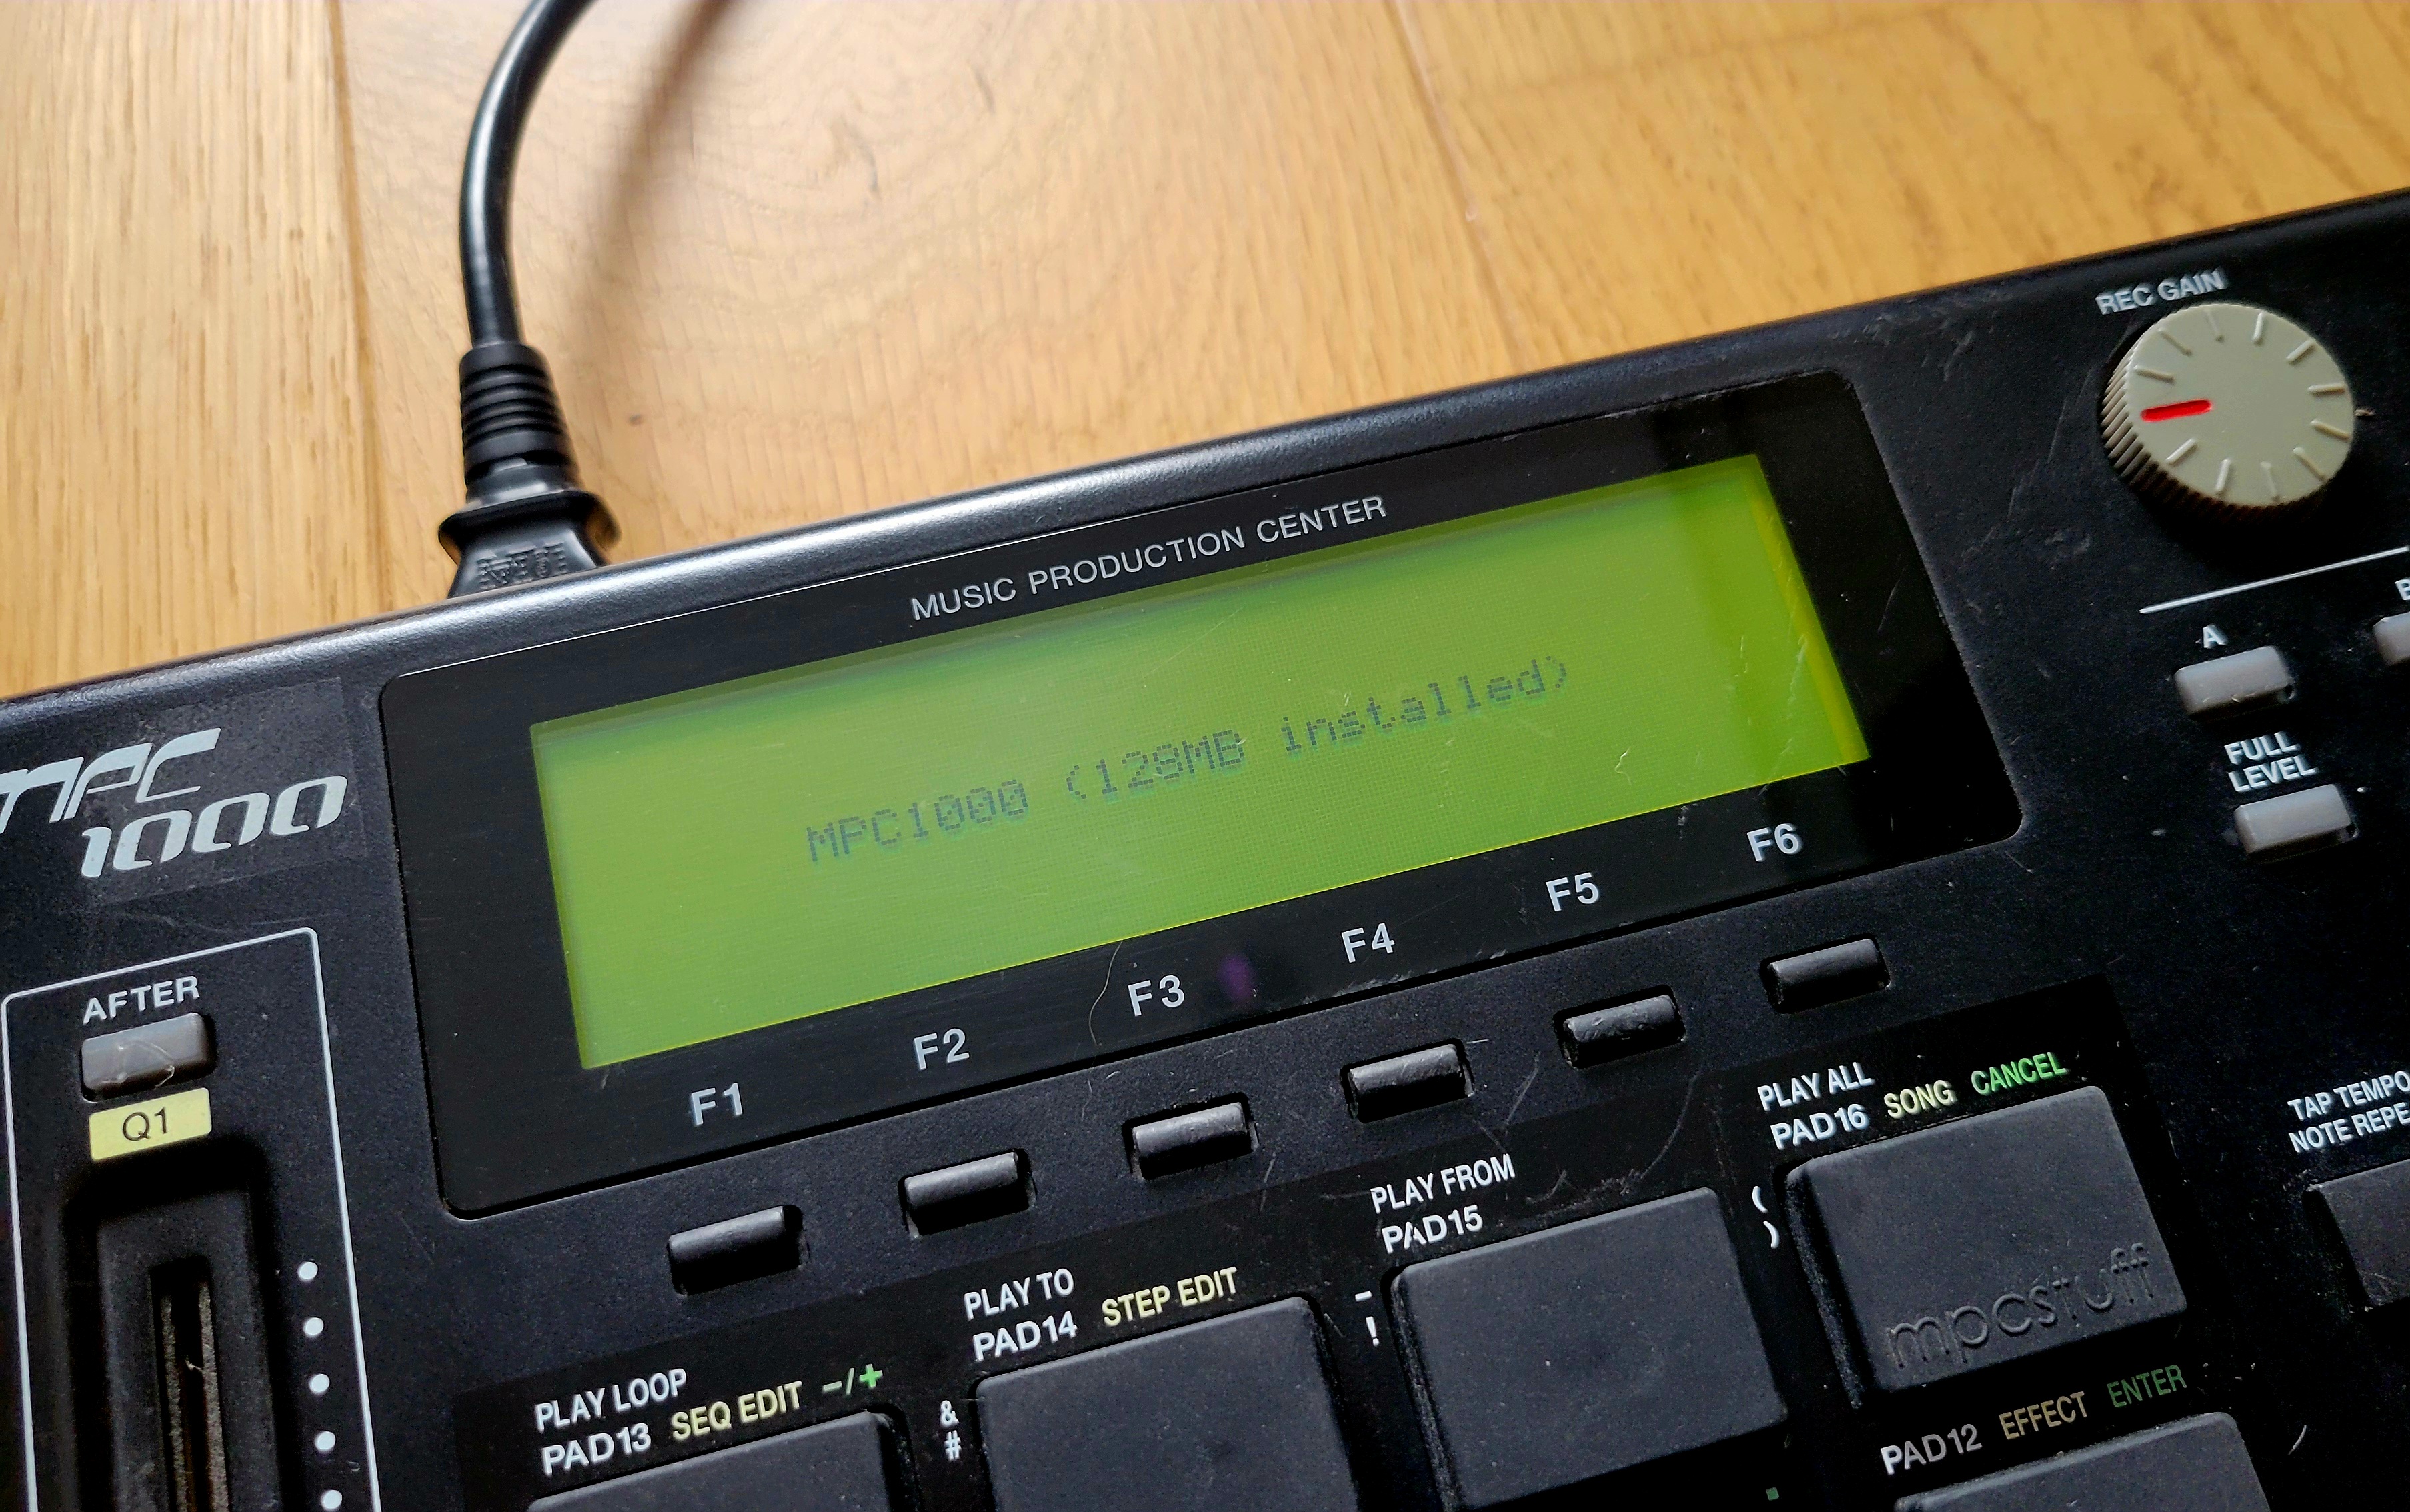 REC GAIN
MUSIC PRODUCTION CENTER
MPC1000 (128MB installed)
MPC
1000
A
FULL
LEVEL
F1 F2 F3 F4 F5 F6
AFTER
Q1
PLAY ALL
PAD16 SONG CANCEL
TAP TEMPO
PLAY FROM
PAD15
( )
PLAY TO
PAD14 STEP EDIT
- !
PLAY LOOP
PAD13 SEQ EDIT -/+
& #
mpcstuff
PAD12 EFFECT ENTER